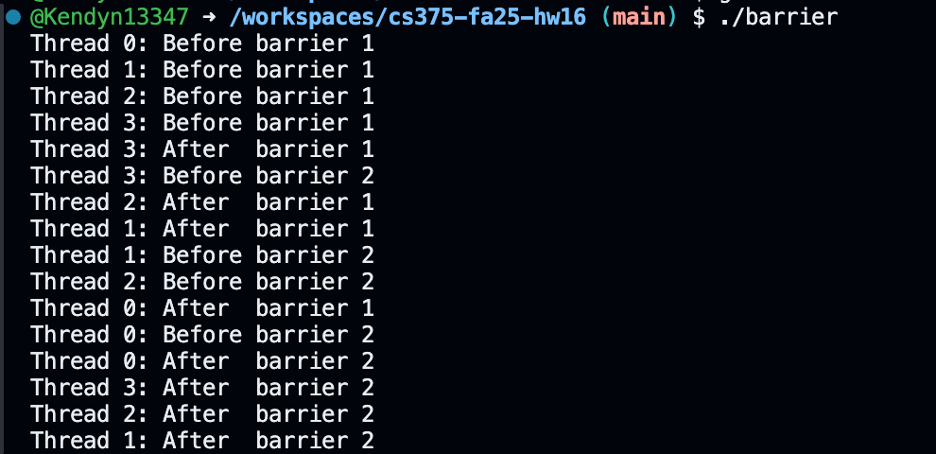 @Kendyn13347 → /workspaces/cs375-fa25-hw16 (main) $ ./barrier
Thread 0: Before barrier 1
Thread 1: Before barrier 1
Thread 2: Before barrier 1
Thread 3: Before barrier 1
Thread 3: After  barrier 1
Thread 3: Before barrier 2
Thread 2: After  barrier 1
Thread 1: After  barrier 1
Thread 1: Before barrier 2
Thread 2: Before barrier 2
Thread 0: After  barrier 1
Thread 0: Before barrier 2
Thread 0: After  barrier 2
Thread 3: After  barrier 2
Thread 2: After  barrier 2
Thread 1: After  barrier 2